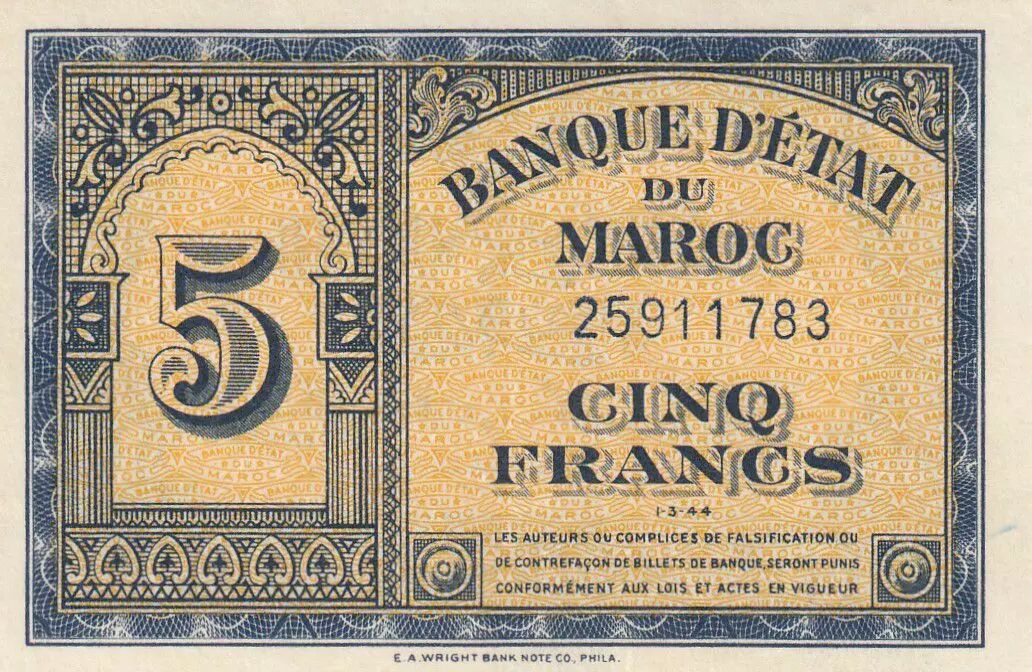 BANQUE D'ÉTAT
DU
MAROC
25911783
5
CINQ
FRANCS
1-3-44
LES AUTEURS OU COMPLICES DE FALSIFICATION OU
DE CONTREFAÇON DE BILLETS DE BANQUE, SERONT PUNIS
CONFORMÉMENT AUX LOIS ET ACTES EN VIGUEUR
E.A.WRIGHT BANK NOTE CO., PHILA.